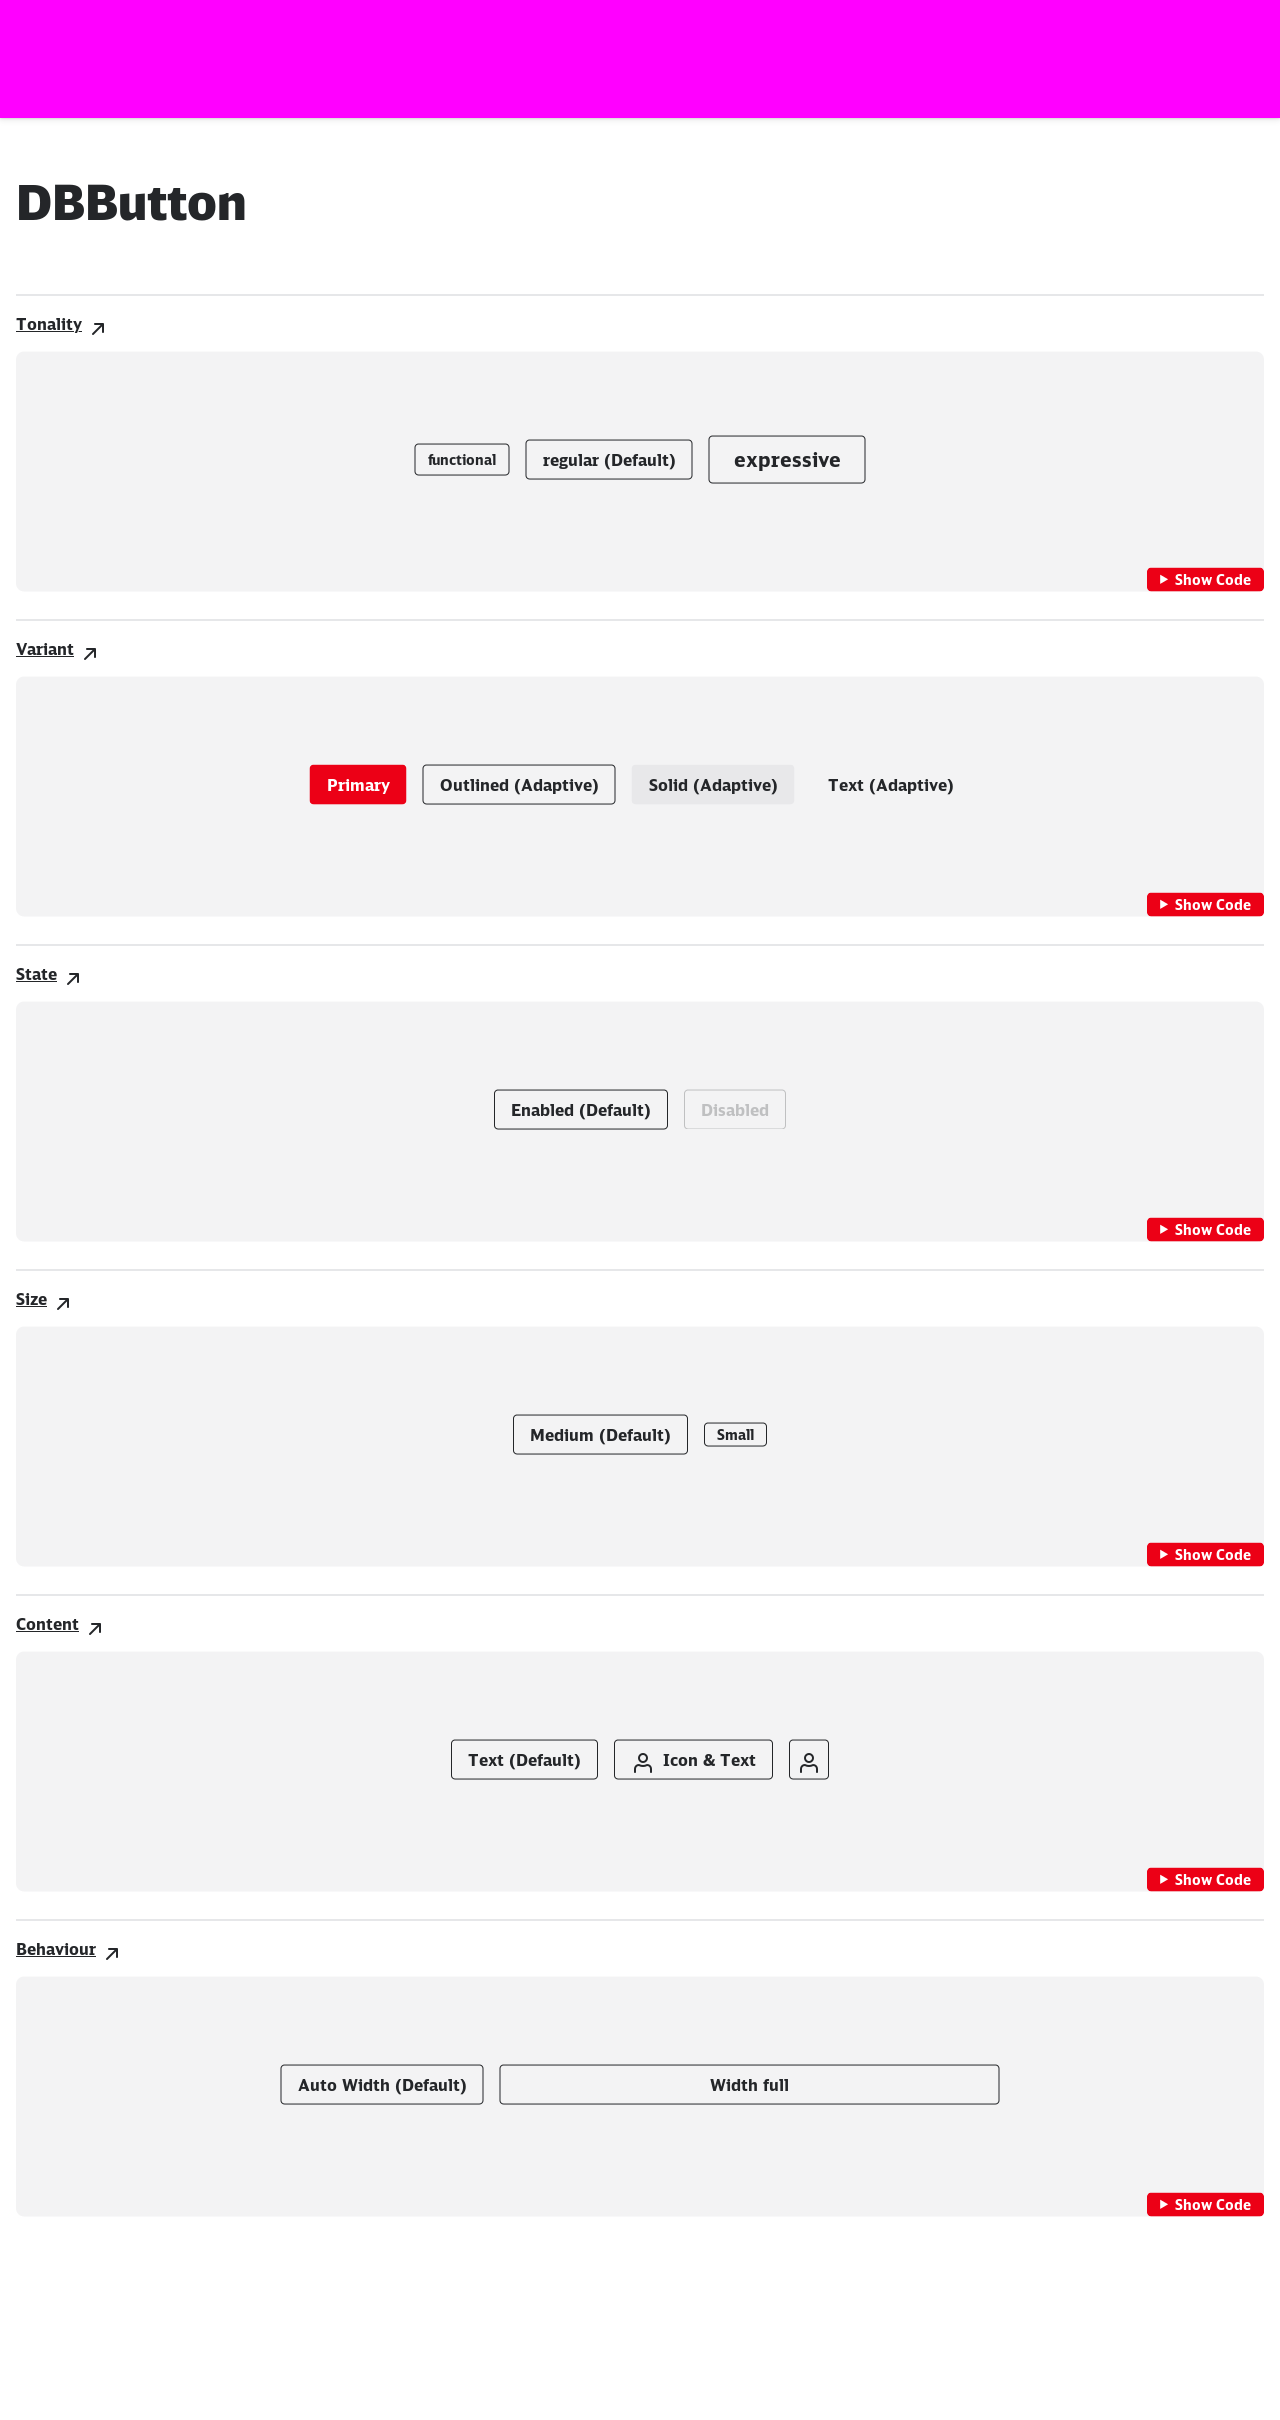 DBButton
Tonality
functional regular (Default) expressive
Show Code
Variant
Primary Outlined (Adaptive) Solid (Adaptive) Text (Adaptive)
Show Code
State
Enabled (Default) Disabled
Show Code
Size
Medium (Default) Small
Show Code
Content
Text (Default) Icon & Text
Show Code
Behaviour
Auto Width (Default) Width full
Show Code